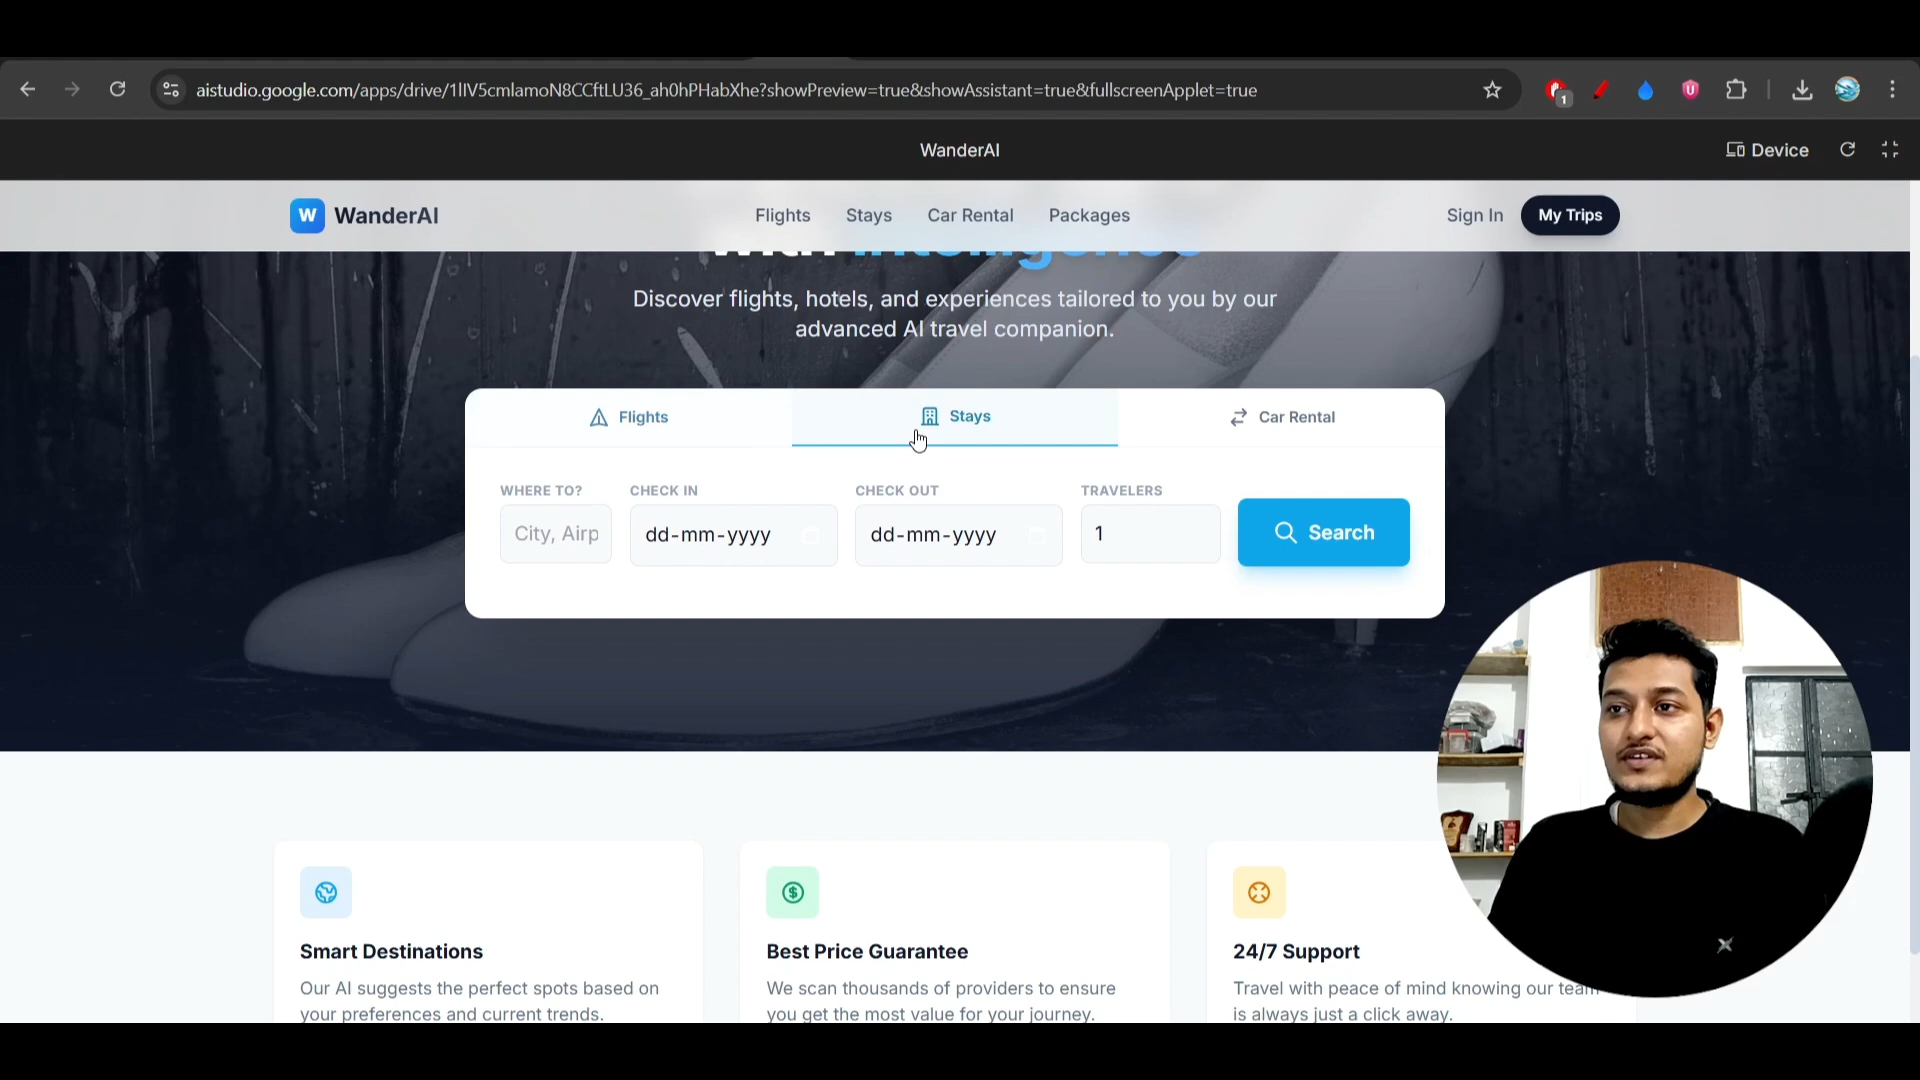 aistudio.google.com/apps/drive/1lIV5cmlamoN8CCftLU36_ah0hPHabXhe?showPreview=true&showAssistant=true&fullscreenApplet=true
1
WanderAI
Device
W WanderAI
Flights Stays Car Rental Packages
Sign In My Trips
with Intelligence
Discover flights, hotels, and experiences tailored to you by our
advanced AI travel companion.
Flights Stays Car Rental
WHERE TO? CHECK IN CHECK OUT TRAVELERS
City, Airp dd-mm-yyyy dd-mm-yyyy 1 Search
Smart Destinations
Our AI suggests the perfect spots based on
your preferences and current trends.
Best Price Guarantee
We scan thousands of providers to ensure
you get the most value for your journey.
24/7 Support
Travel with peace of mind knowing our team
is always just a click away.